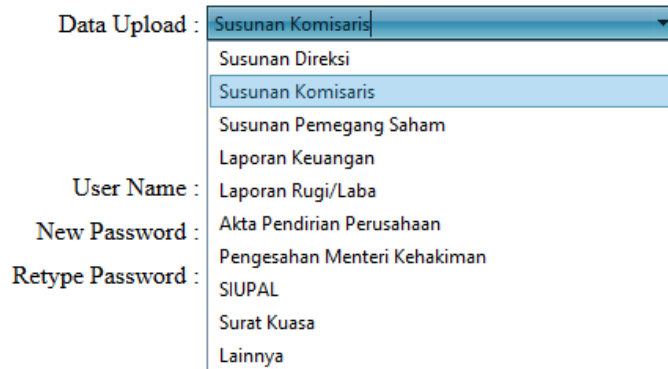 Data Upload : Susunan Komisaris
Susunan Direksi
Susunan Komisaris
Susunan Pemegang Saham
Laporan Keuangan
User Name : Laporan Rugi/Laba
New Password : Akta Pendirian Perusahaan
Pengesahan Menteri Kehakiman
Retype Password : SIUPAL
Surat Kuasa
Lainnya